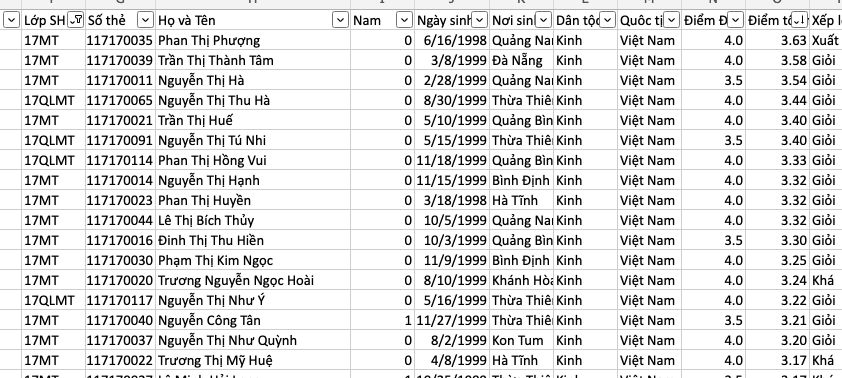 Lớp SH Số thẻ Họ và Tên Nam Ngày sinh Nơi sin Dân tộc Quốc tị Điểm Đ Điểm tố Xếp l
17MT 117170035 Phan Thị Phượng 0 6/16/1998 Quảng Na Kinh Việt Nam 4.0 3.63 Xuất
17MT 117170039 Trần Thị Thành Tâm 0 3/8/1999 Đà Nẵng Kinh Việt Nam 4.0 3.58 Giỏi
17MT 117170011 Nguyễn Thị Hà 0 2/28/1999 Quảng Na Kinh Việt Nam 3.5 3.54 Giỏi
17QLMT 117170065 Nguyễn Thị Thu Hà 0 8/30/1999 Thừa Thiê Kinh Việt Nam 4.0 3.44 Giỏi
17MT 117170021 Trần Thị Huế 0 5/10/1999 Quảng Bìn Kinh Việt Nam 4.0 3.40 Giỏi
17QLMT 117170091 Nguyễn Thị Tú Nhi 0 5/15/1999 Thừa Thiê Kinh Việt Nam 3.5 3.40 Giỏi
17QLMT 117170114 Phan Thị Hồng Vui 0 11/18/1999 Quảng Bìn Kinh Việt Nam 4.0 3.33 Giỏi
17MT 117170014 Nguyễn Thị Hạnh 0 11/15/1999 Bình Định Kinh Việt Nam 4.0 3.32 Giỏi
17MT 117170023 Phan Thị Huyền 0 3/18/1998 Hà Tĩnh Kinh Việt Nam 4.0 3.32 Giỏi
17MT 117170044 Lê Thị Bích Thủy 0 10/5/1999 Quảng Na Kinh Việt Nam 4.0 3.32 Giỏi
17MT 117170016 Đinh Thị Thu Hiền 0 10/3/1999 Quảng Bìn Kinh Việt Nam 3.5 3.30 Giỏi
17MT 117170030 Phạm Thị Kim Ngọc 0 11/9/1999 Bình Định Kinh Việt Nam 4.0 3.25 Giỏi
17MT 117170020 Trương Nguyễn Ngọc Hoài 0 8/10/1999 Khánh Hòa Kinh Việt Nam 4.0 3.24 Khá
17QLMT 117170117 Nguyễn Thị Như Ý 0 5/16/1999 Thừa Thiê Kinh Việt Nam 4.0 3.22 Giỏi
17MT 117170040 Nguyễn Công Tân 1 11/27/1999 Thừa Thiê Kinh Việt Nam 3.5 3.21 Giỏi
17MT 117170037 Nguyễn Thị Như Quỳnh 0 8/2/1999 Kon Tum Kinh Việt Nam 4.0 3.20 Giỏi
17MT 117170022 Trương Thị Mỹ Huệ 0 4/8/1999 Hà Tĩnh Kinh Việt Nam 4.0 3.17 Khá